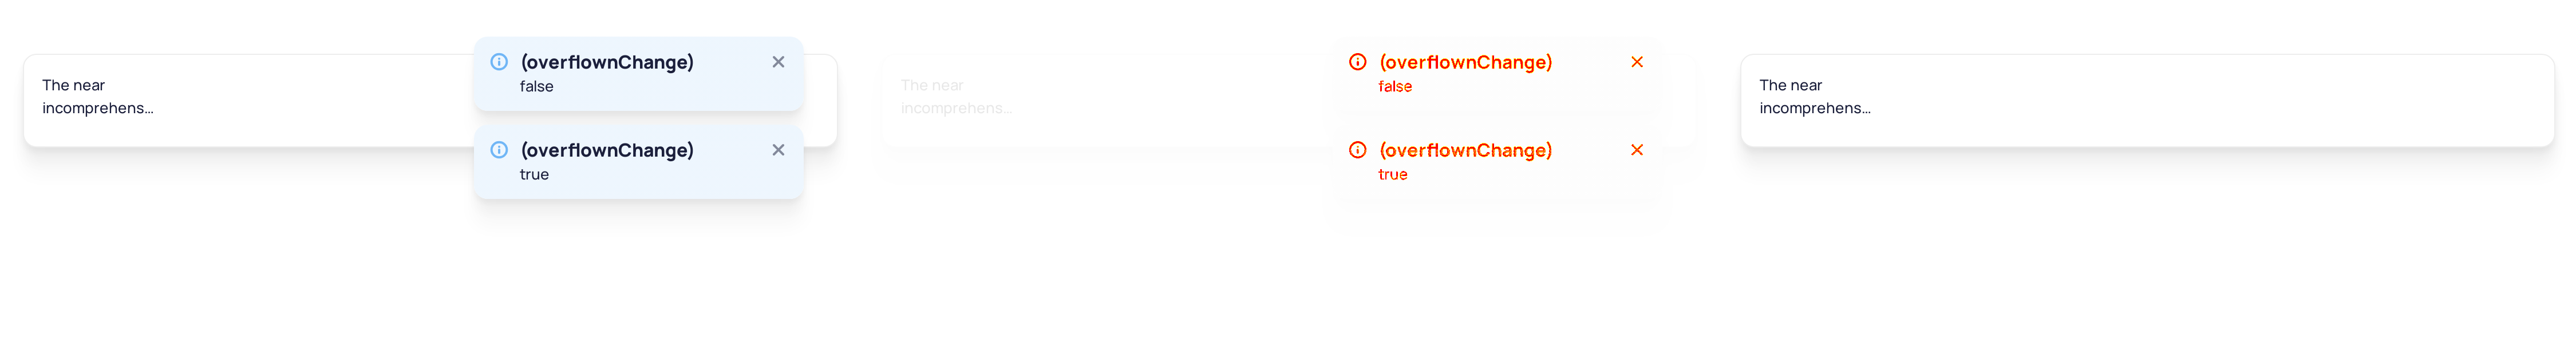 The near
incomprehens…
(overflownChange)
false
(overflownChange)
true
The near
incomprehens…
(overflownChange)
false
(overflownChange)
true
The near
incomprehens…